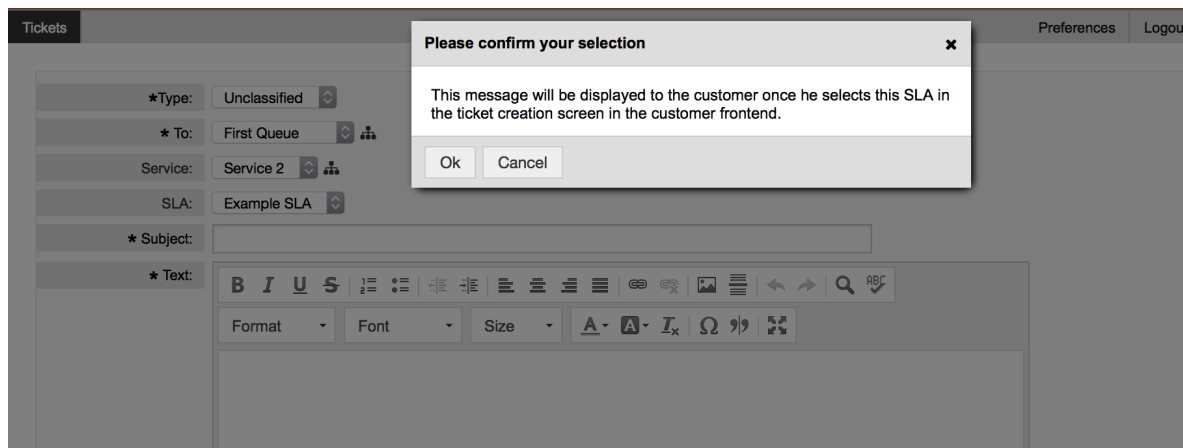 Tickets
Preferences Logou
Please confirm your selection
This message will be displayed to the customer once he selects this SLA in
the ticket creation screen in the customer frontend.
Ok Cancel
*Type: Unclassified
* To: First Queue
Service: Service 2
SLA: Example SLA
* Subject:
* Text:
B I U S ABC
Format Font Size A A Ix Ω